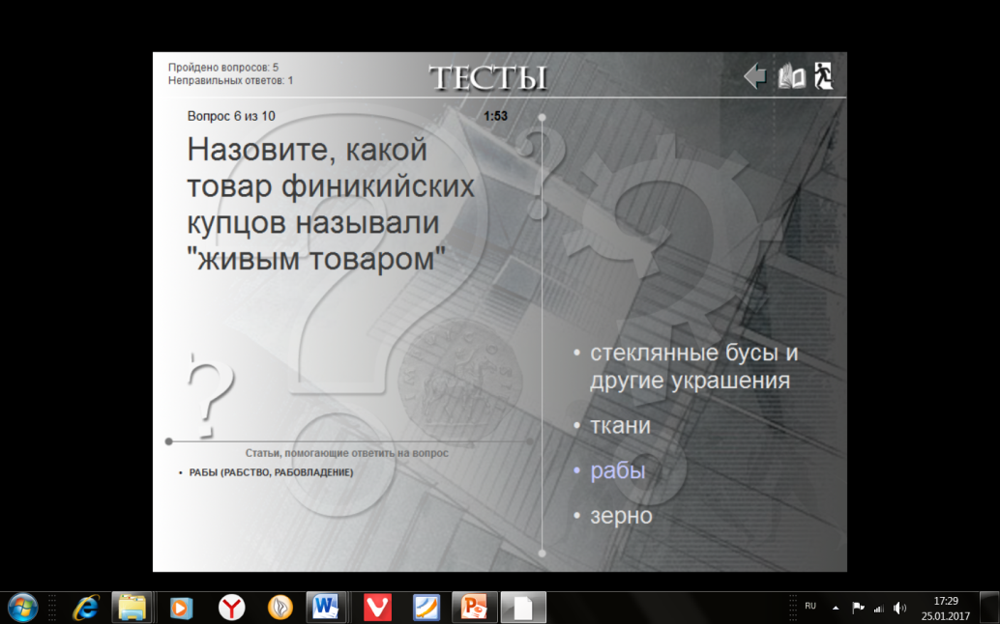 Пройдено вопросов: 5
Неправильных ответов: 1
ТЕСТЫ
Вопрос 6 из 10
1:53
Назовите, какой
товар финикийских
купцов называли
"живым товаром"
Статьи, помогающие ответить на вопрос
• РАБЫ (РАБСТВО, РАБОВЛАДЕНИЕ)
• стеклянные бусы и
другие украшения
• ткани
• рабы
• зерно
RU
17:29
25.01.2017